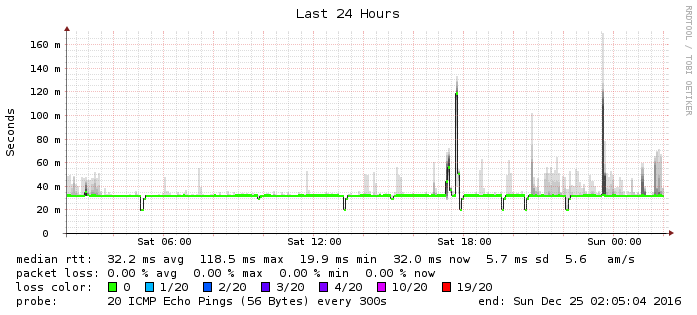 Last 24 Hours
RRDTOOL / TOBI OETIKER
Seconds
160 m
140 m
120 m
100 m
80 m
60 m
40 m
20 m
0
Sat 06:00 Sat 12:00 Sat 18:00 Sun 00:00
median rtt: 32.2 ms avg 118.5 ms max 19.9 ms min 32.0 ms now 5.7 ms sd 5.6 am/s
packet loss: 0.00 % avg 0.00 % max 0.00 % min 0.00 % now
loss color: 0 1/20 2/20 3/20 4/20 10/20 19/20
probe: 20 ICMP Echo Pings (56 Bytes) every 300s end: Sun Dec 25 02:05:04 2016